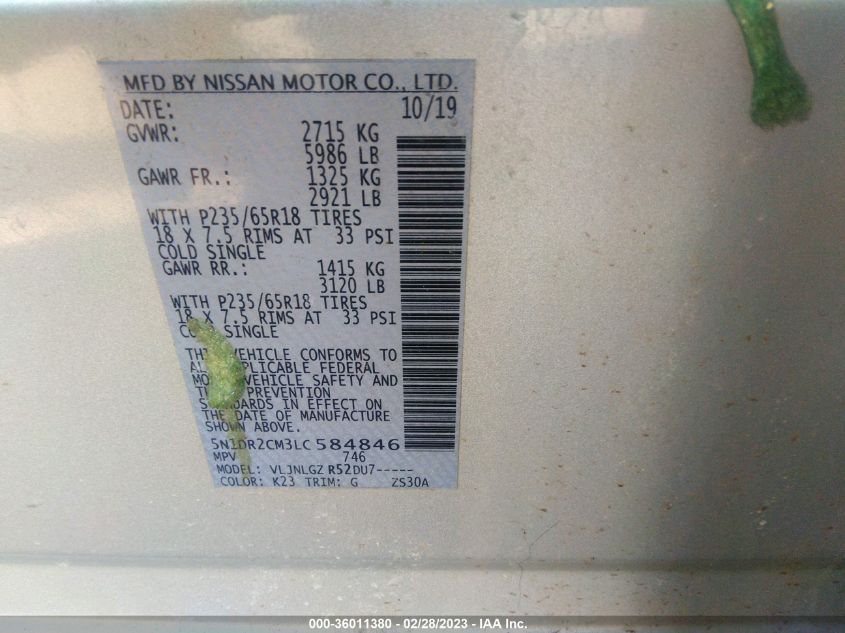 MFD BY NISSAN MOTOR CO., LTD.
DATE: 10/19
GVWR: 2715 KG
5986 LB
GAWR FR.: 1325 KG
2921 LB
WITH P235/65R18 TIRES
18 X 7.5 RIMS AT 33 PSI
COLD SINGLE
GAWR RR.: 1415 KG
3120 LB
WITH P235/65R18 TIRES
18 X 7.5 RIMS AT 33 PSI
SINGLE
VEHICLE CONFORMS TO
FEDERAL
VEHICLE SAFETY AND
PREVENTION
IN EFFECT ON
THE DATE OF MANUFACTURE
SHOWN ABOVE.
5N1DR2CM3LC584846
MPV 746
MODEL: VLJNLGZ R52DU7-----
COLOR: K23 TRIM: G ZS30A
000-36011380 - 02/28/2023 - IAA Inc.